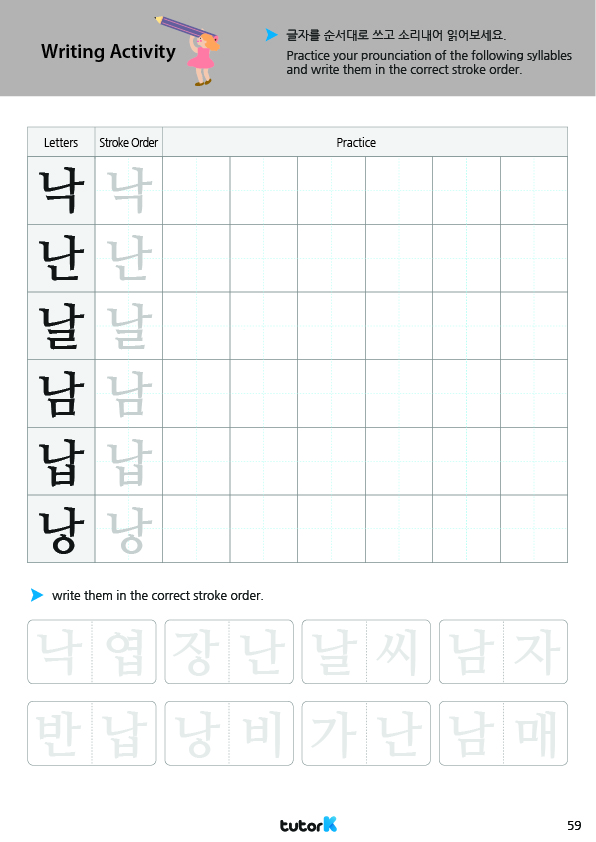 Writing Activity
글자를 순서대로 쓰고 소리내어 읽어보세요.
Practice your prounciation of the following syllables
and write them in the correct stroke order.
Letters Stroke Order Practice
낙 낙
난 난
날 날
남 남
납 납
낭 낭
write them in the correct stroke order.
낙엽 장난 날씨 남자
반납 낭비 가난 남매
tutorK
59